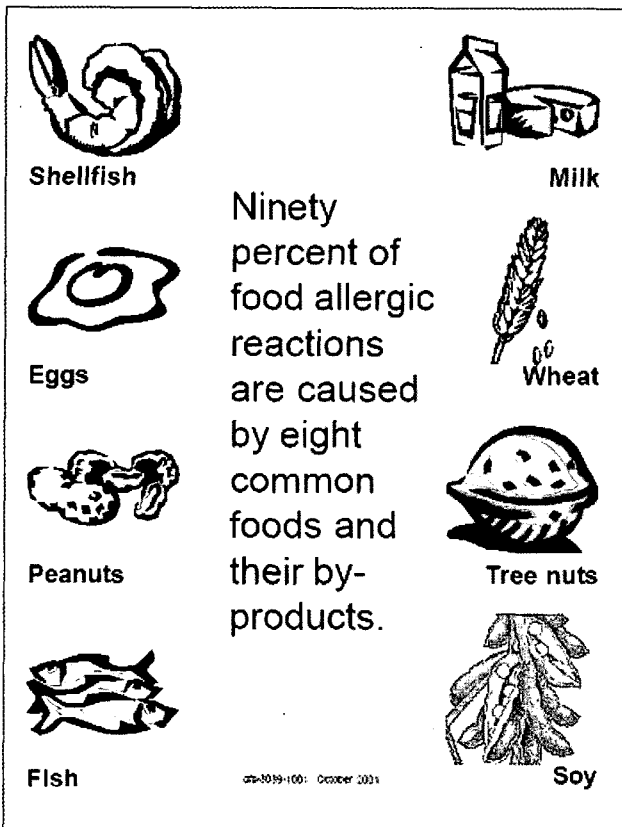 Shellfish
Milk
Ninety
percent of
food allergic
reactions
are caused
by eight
common
foods and
their by-
products.
Eggs
Wheat
Peanuts
Tree nuts
Fish
Soy
October